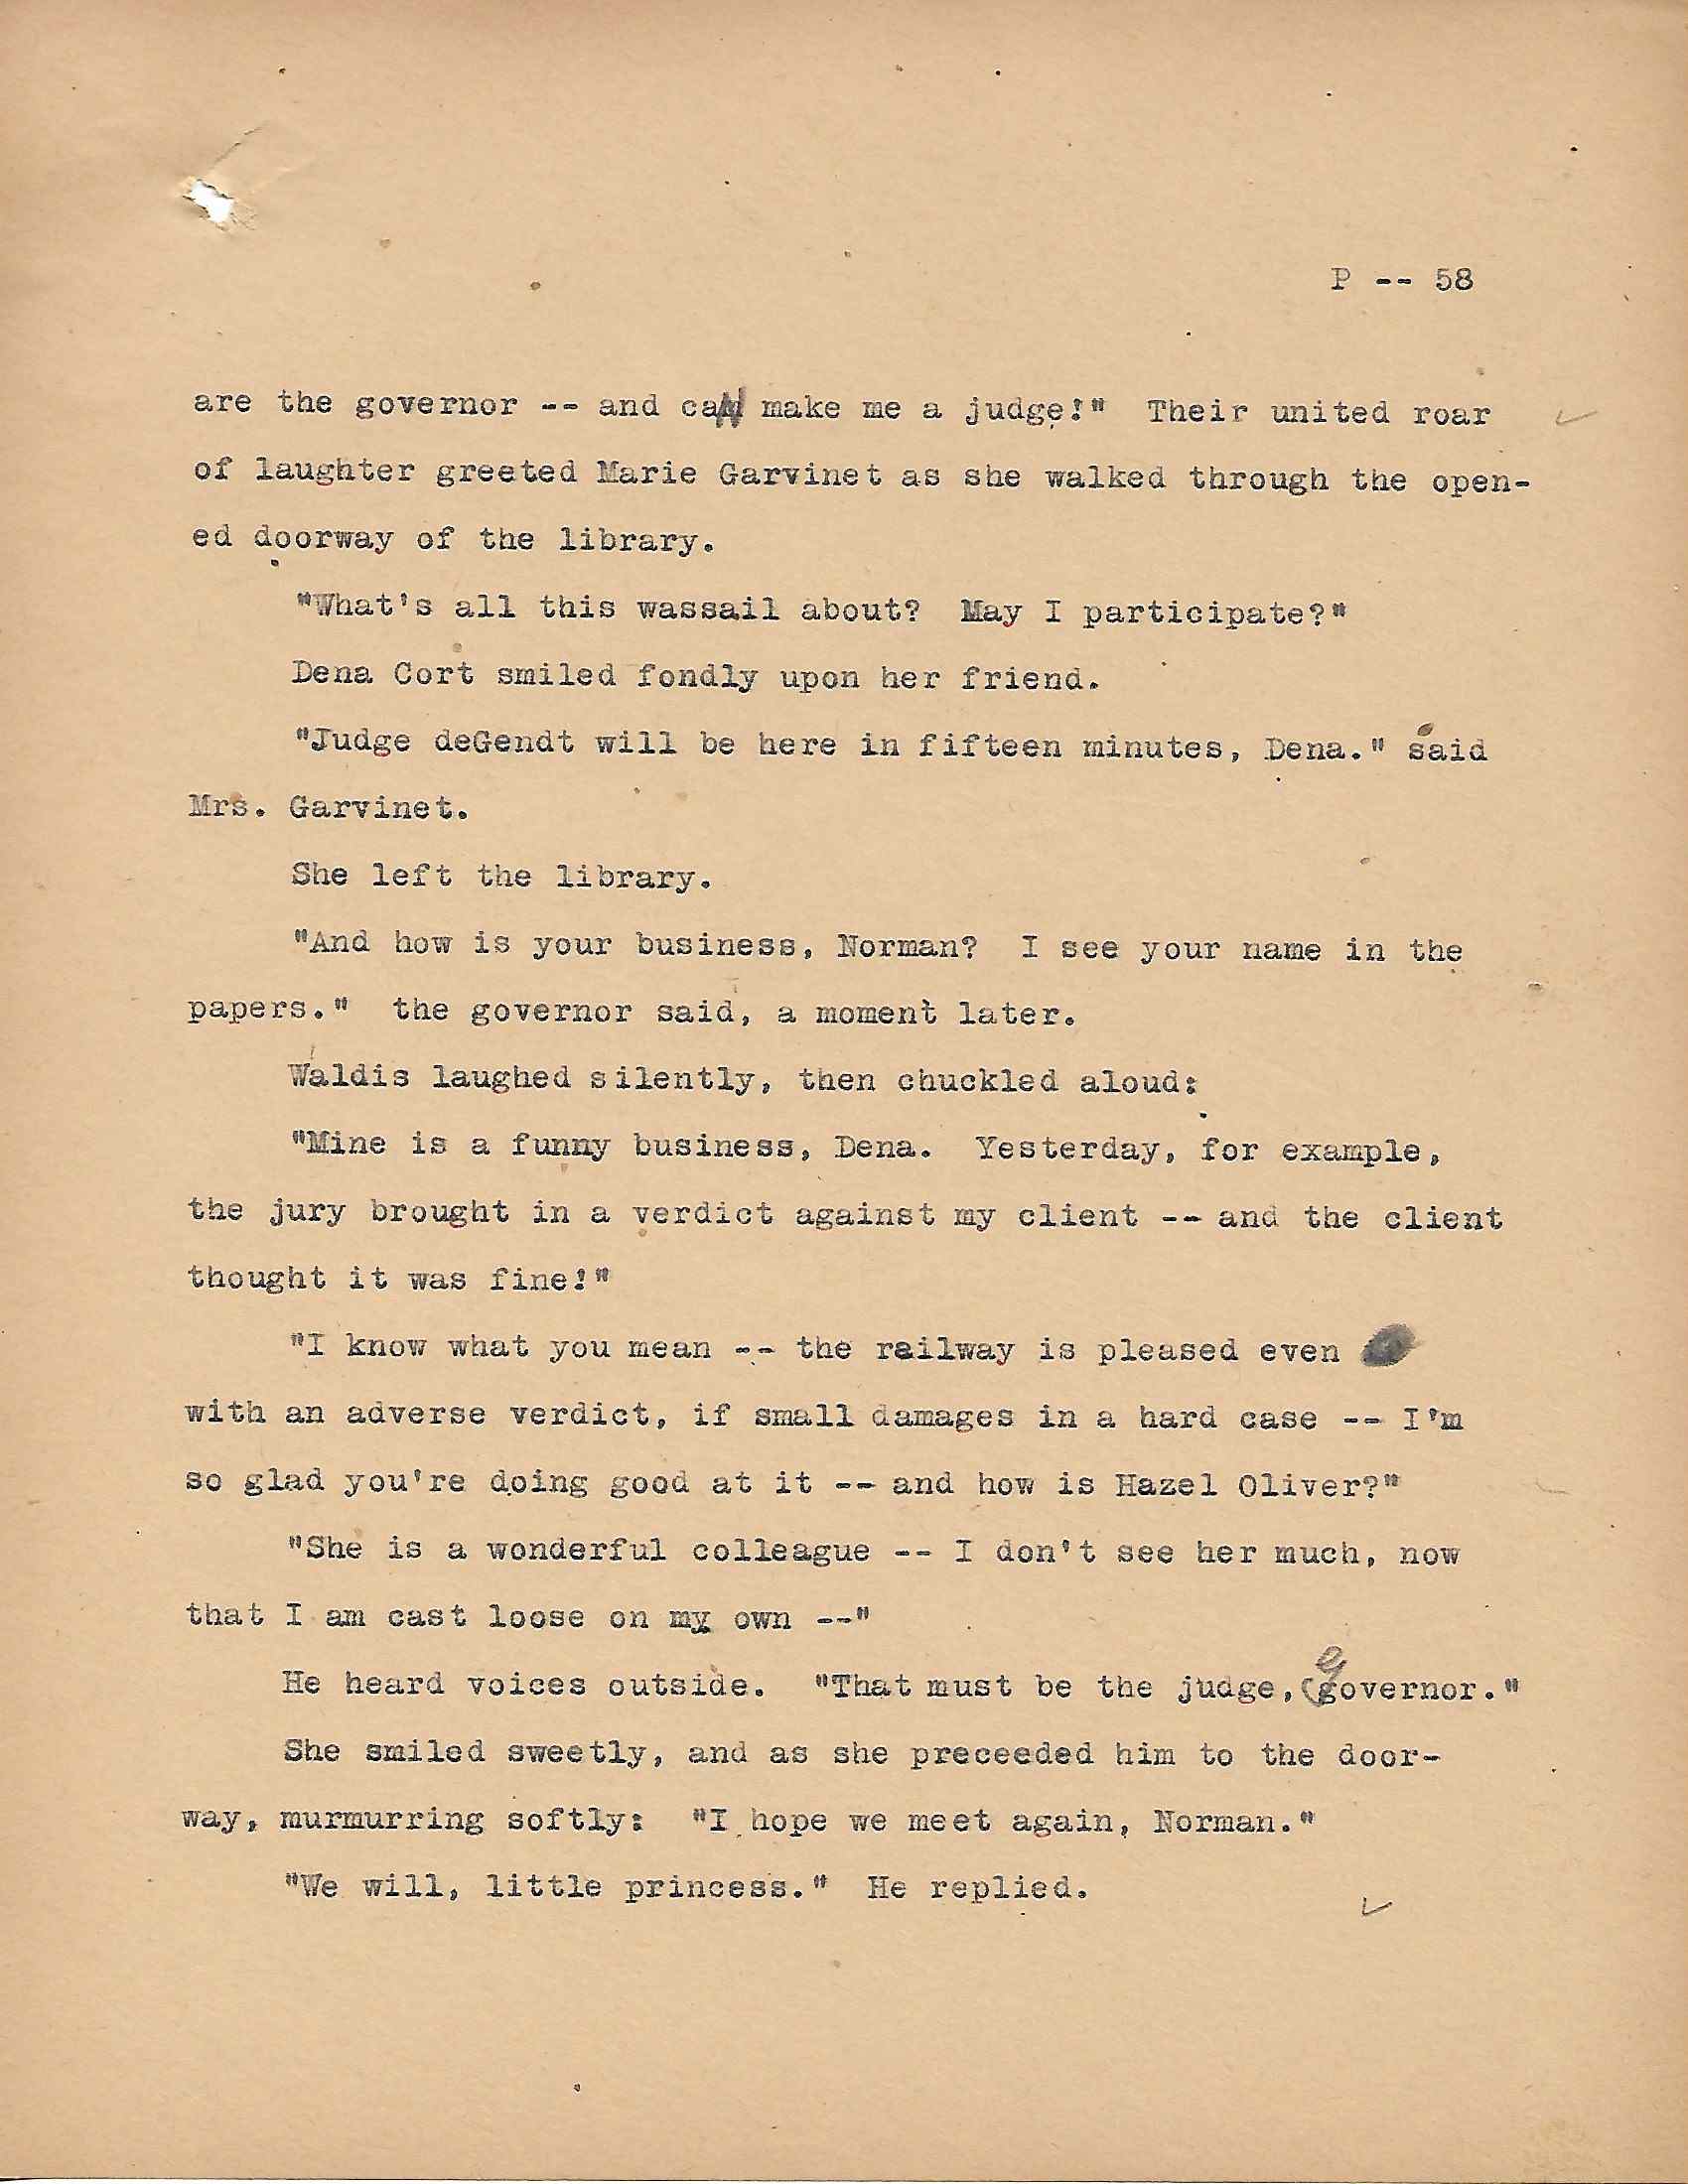 P -- 58
are the governor -- and can make me a judge!" Their united roar
of laughter greeted Marie Garvinet as she walked through the open-
ed doorway of the library.
"What's all this wassail about? May I participate?"
Dena Cort smiled fondly upon her friend.
"Judge deGendt will be here in fifteen minutes, Dena." said
Mrs. Garvinet.
She left the library.
"And how is your business, Norman? I see your name in the
papers." the governor said, a moment later.
Waldis laughed silently, then chuckled aloud:
"Mine is a funny business, Dena. Yesterday, for example,
the jury brought in a verdict against my client -- and the client
thought it was fine!"
"I know what you mean -- the railway is pleased even
with an adverse verdict, if small damages in a hard case -- I'm
so glad you're doing good at it -- and how is Hazel Oliver?"
"She is a wonderful colleague -- I don't see her much, now
that I am cast loose on my own --"
He heard voices outside. "That must be the judge, governor."
She smiled sweetly, and as she preceeded him to the door-
way, murmurring softly: "I hope we meet again, Norman."
"We will, little princess." He replied.